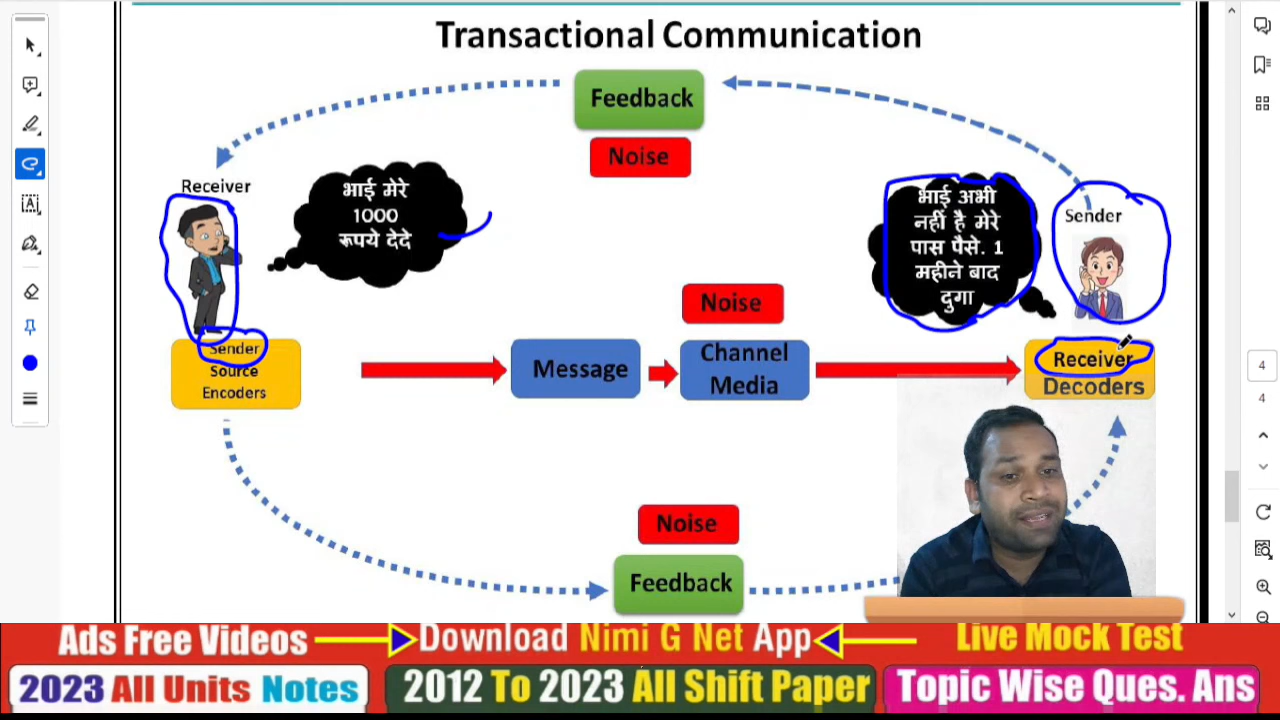 Transactional Communication
Feedback
Noise
Receiver
भाई मेरे
1000
रूपये देदे
भाई अभी
नहीं है मेरे
पास पैसे. 1
महीने बाद
दुगा
Sender
Noise
Sender
Source
Encoders
Message
Channel
Media
Receiver
Decoders
4
4
Noise
Feedback
Ads Free Videos
Download Nimi G Net App
Live Mock Test
2023 All Units Notes
2012 To 2023 All Shift Paper
Topic Wise Ques. Ans